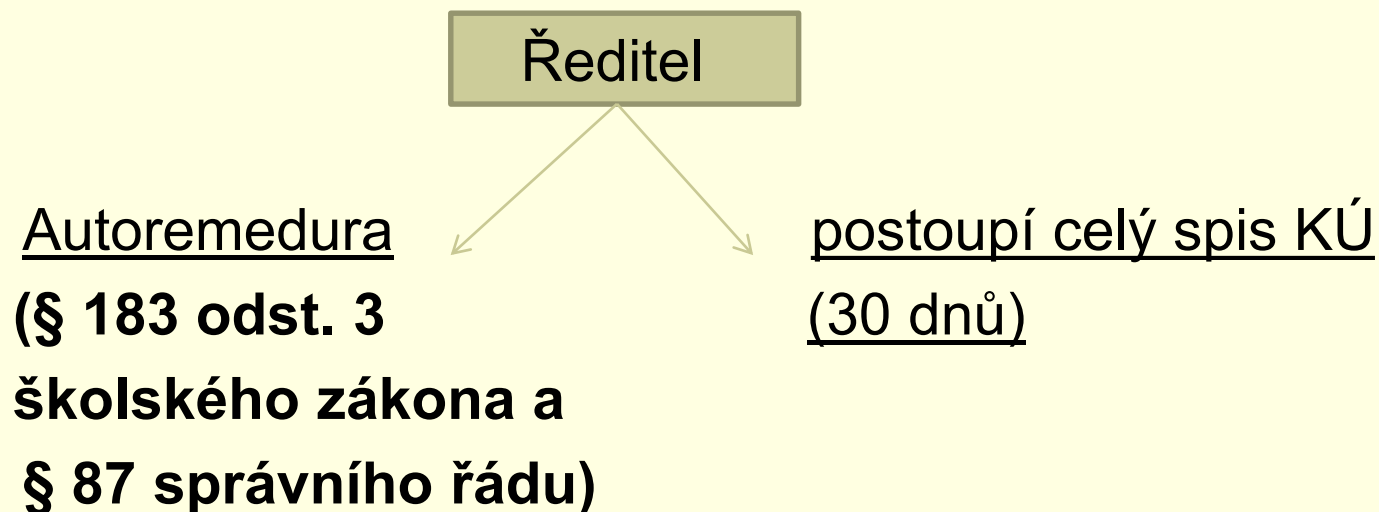 Ředitel
Autoremedura
(§ 183 odst. 3
školského zákona a
§ 87 správního řádu)
postoupí celý spis KÚ
(30 dnů)